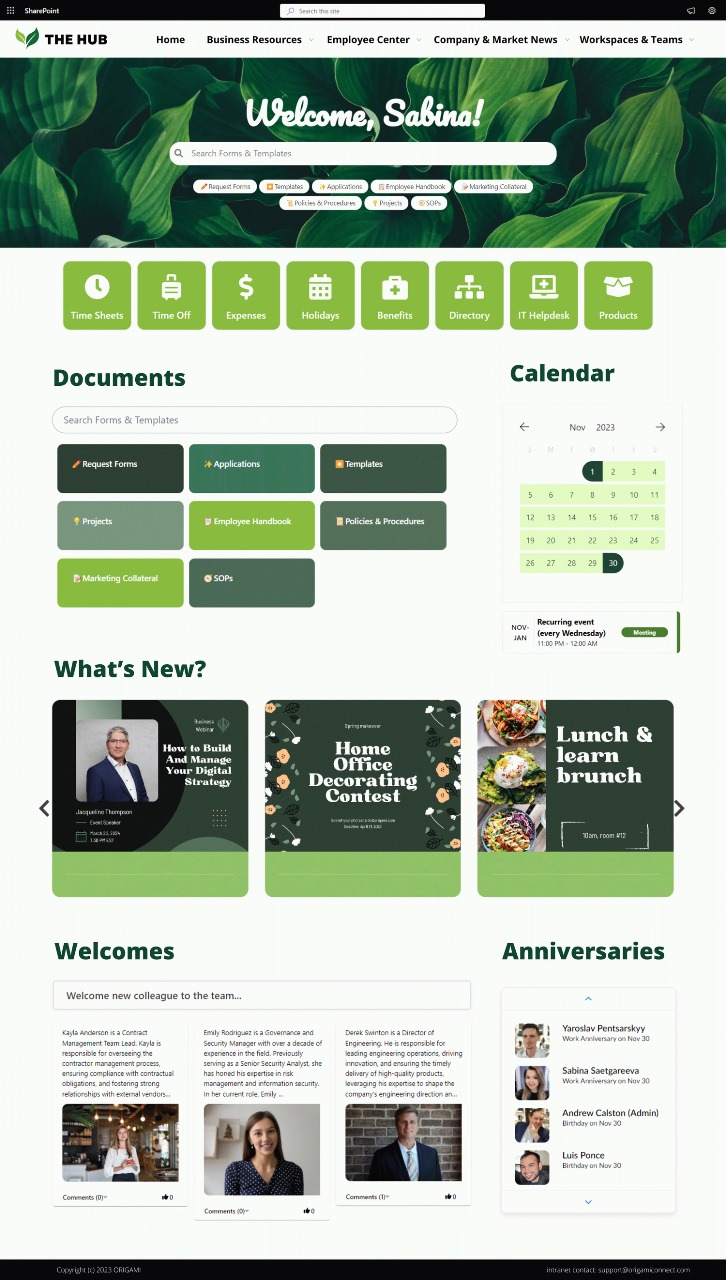 SharePoint
Search this site
THE HUB
Home
Business Resources
Employee Center
Company & Market News
Workspaces & Teams
Welcome, Sabina!
Search Forms & Templates
Request Forms
Templates
Applications
Employee Handbook
Marketing Collateral
Policies & Procedures
Projects
SOPs
Time Sheets
Time Off
Expenses
Holidays
Benefits
Directory
IT Helpdesk
Products
Documents
Search Forms & Templates
Request Forms
Applications
Templates
Projects
Employee Handbook
Policies & Procedures
Marketing Collateral
SOPs
Calendar
Nov 2023
S M T W T F S
1 2 3 4
5 6 7 8 9 10 11
12 13 14 15 16 17 18
19 20 21 22 23 24 25
26 27 28 29 30
NOV-
JAN
Recurring event
(every Wednesday)
11:00 PM - 12:00 AM
Meeting
What's New?
Business
Webinar
How to Build
And Manage
Your Digital
Strategy
Jacqueline Thompson
Event Speaker
March 22, 2024
Spring makeover
Home
Office
Decorating
Contest
Lunch &
learn
brunch
10am, room #12
Welcomes
Welcome new colleague to the team...
Kayla Anderson is a Contract
Management Team Lead. Kayla is
responsible for overseeing the
contractor management process,
ensuring compliance with contractual
obligations, and fostering strong
relationships with external vendors...
Comments (0)
0
Emily Rodriguez is a Governance and
Security Manager with over a decade of
experience in the field. Previously
serving as a Senior Security Analyst, she
has honed his expertise in risk
management and information security.
In her current role, Emily ...
Comments (0)
0
Derek Swinton is a Director of
Engineering. He is responsible for
leading engineering operations, driving
innovation, and ensuring the timely
delivery of high-quality products,
leveraging his expertise to shape the
company's engineering direction an...
Comments (1)
0
Anniversaries
Yaroslav Pentsarskyy
Work Anniversary on Nov 30
Sabina Saetgareeva
Work Anniversary on Nov 30
Andrew Calston (Admin)
Birthday on Nov 30
Luis Ponce
Birthday on Nov 30
Copyright (c) 2023 ORIGAMI
intranet contact: support@origamiconnect.com